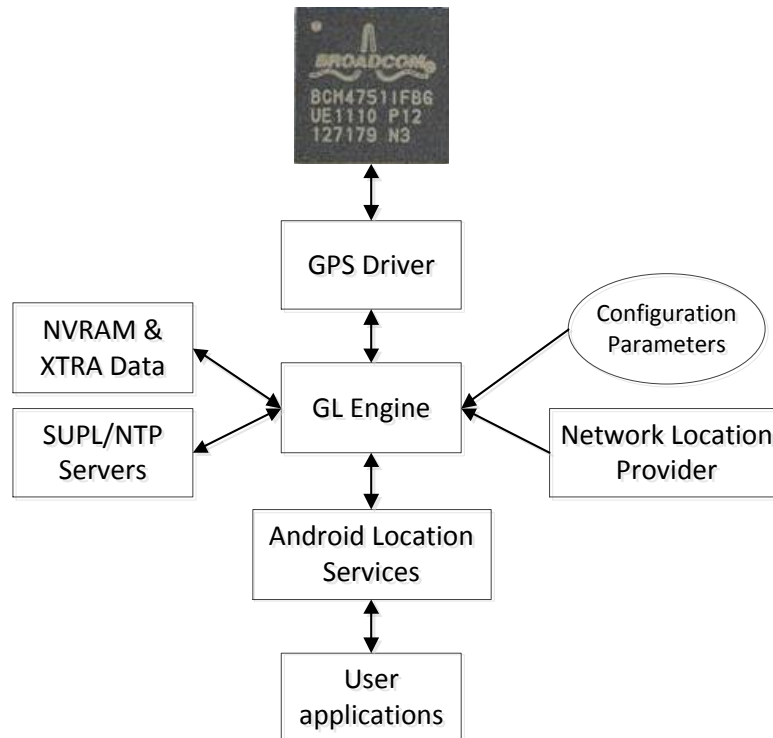 BROADCOM
BCM4751IFBG
UE1110 P12
127179 N3
GPS Driver
NVRAM &
XTRA Data
Configuration
Parameters
GL Engine
SUPL/NTP
Servers
Network Location
Provider
Android Location
Services
User
applications